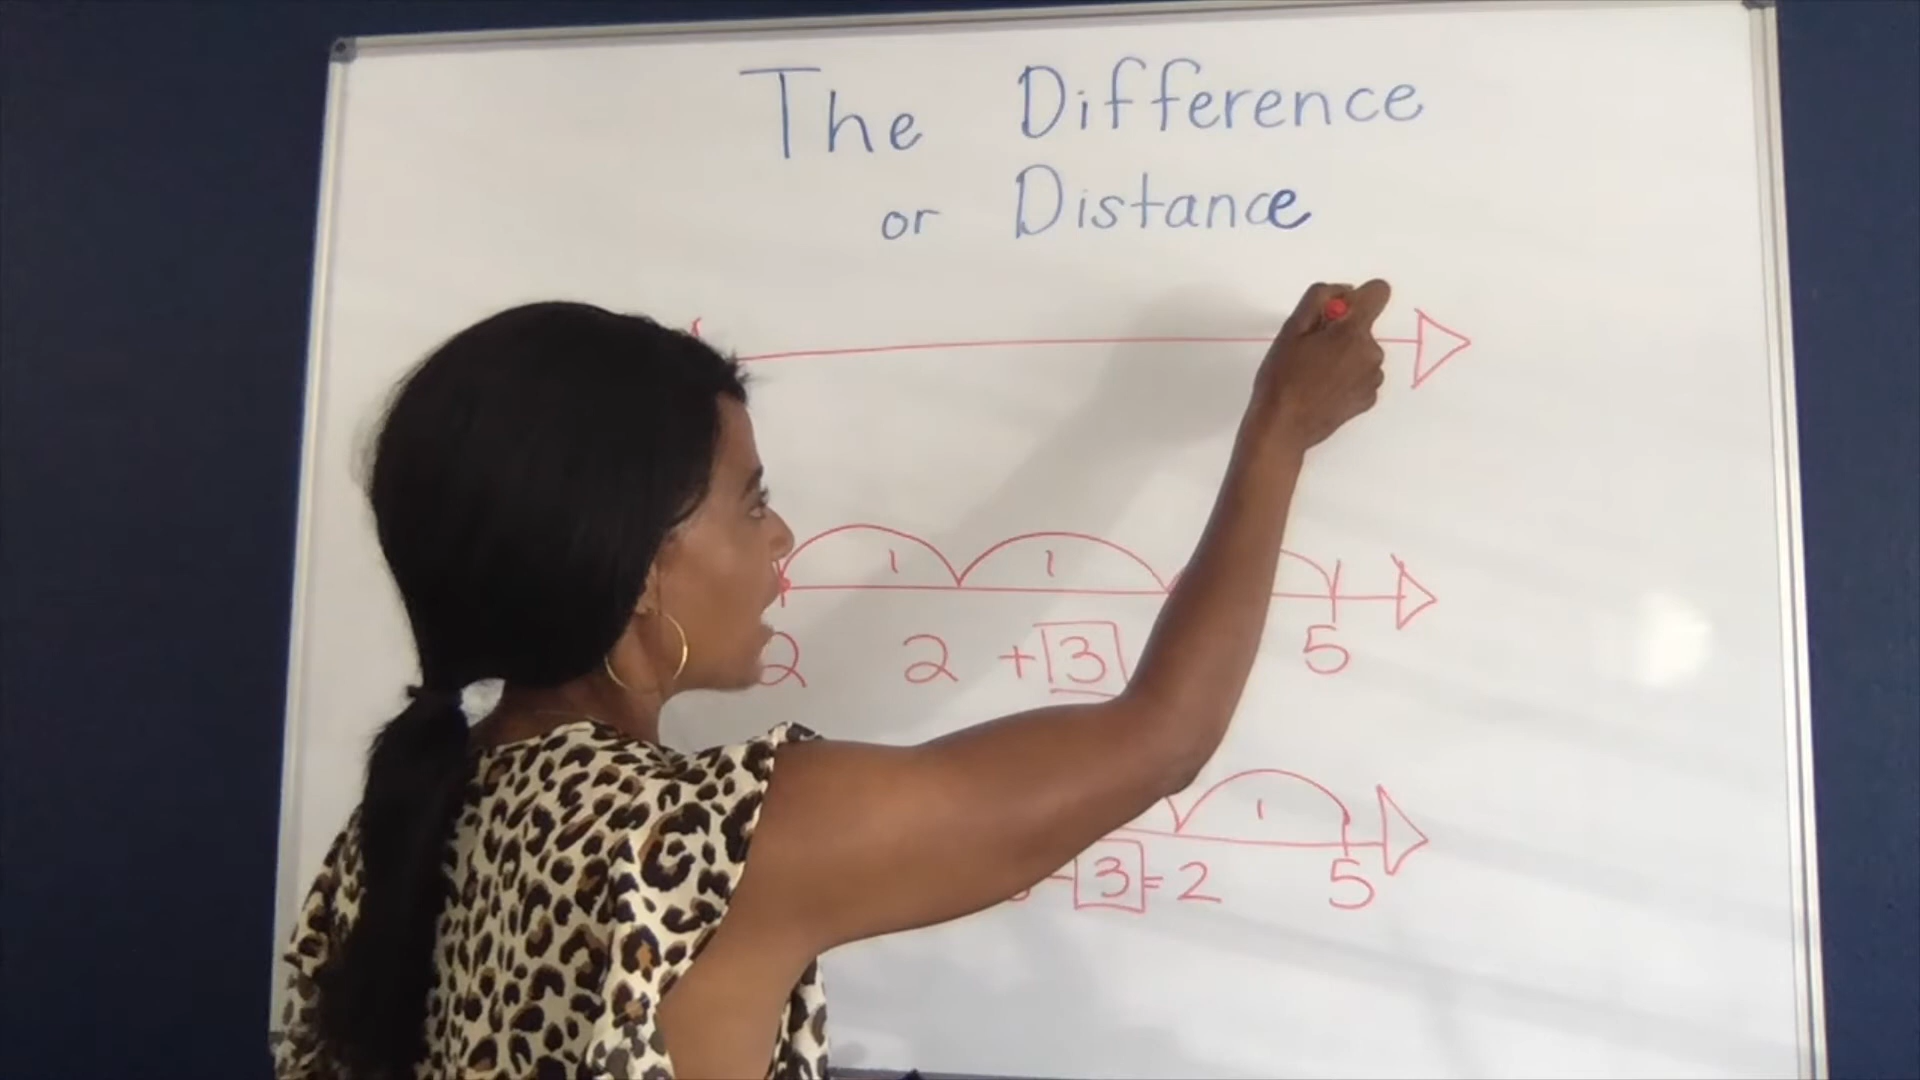 The Difference
or Distance
1 1
2 2 + 3 5
1
- 3 = 2 5